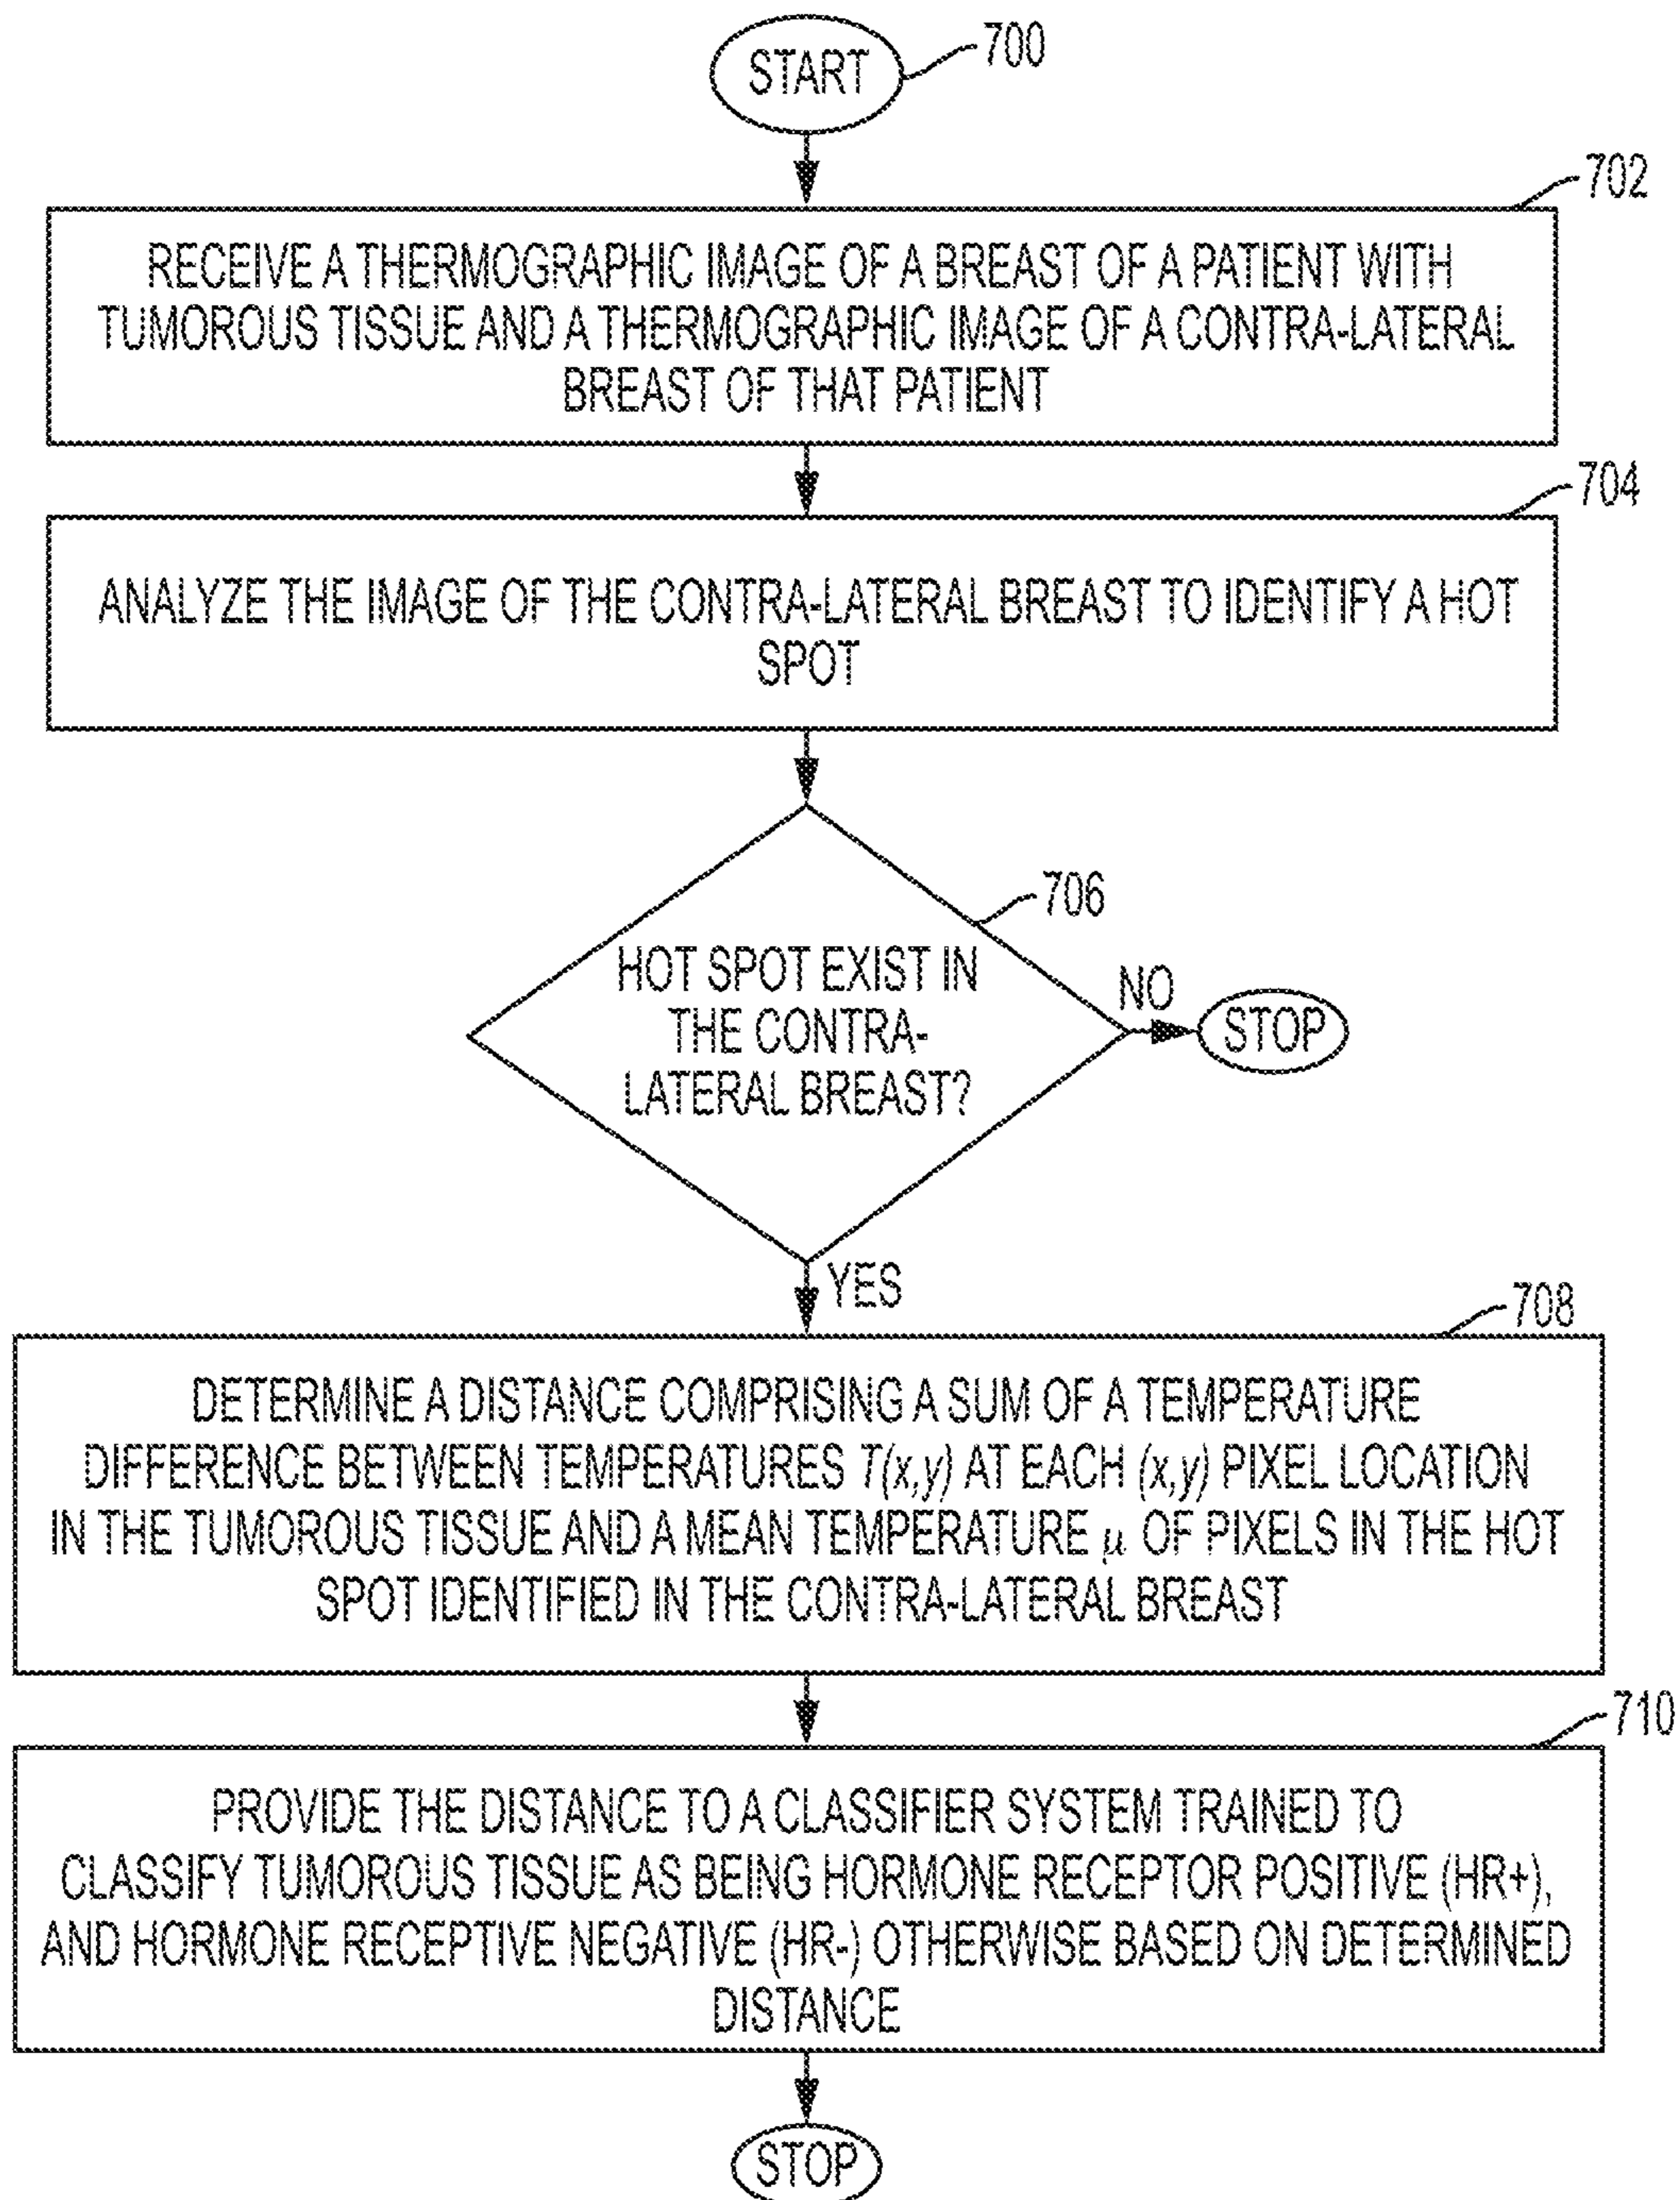 START
700
702
RECEIVE A THERMOGRAPHIC IMAGE OF A BREAST OF A PATIENT WITH
TUMOROUS TISSUE AND A THERMOGRAPHIC IMAGE OF A CONTRA-LATERAL
BREAST OF THAT PATIENT
704
ANALYZE THE IMAGE OF THE CONTRA-LATERAL BREAST TO IDENTIFY A HOT
SPOT
706
HOT SPOT EXIST IN
THE CONTRA-
LATERAL BREAST?
NO
STOP
YES
708
DETERMINE A DISTANCE COMPRISING A SUM OF A TEMPERATURE
DIFFERENCE BETWEEN TEMPERATURES T(x,y) AT EACH (x,y) PIXEL LOCATION
IN THE TUMOROUS TISSUE AND A MEAN TEMPERATURE μ OF PIXELS IN THE HOT
SPOT IDENTIFIED IN THE CONTRA-LATERAL BREAST
710
PROVIDE THE DISTANCE TO A CLASSIFIER SYSTEM TRAINED TO
CLASSIFY TUMOROUS TISSUE AS BEING HORMONE RECEPTOR POSITIVE (HR+),
AND HORMONE RECEPTIVE NEGATIVE (HR-) OTHERWISE BASED ON DETERMINED
DISTANCE
STOP